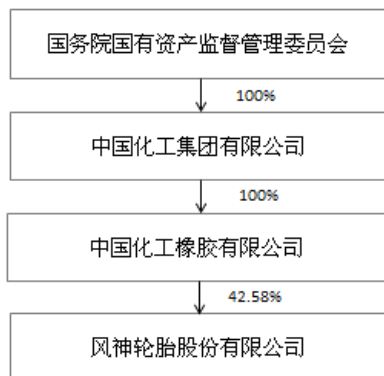 国务院国有资产监督管理委员会
100%
中国化工集团有限公司
100%
中国化工橡胶有限公司
42.58%
风神轮胎股份有限公司